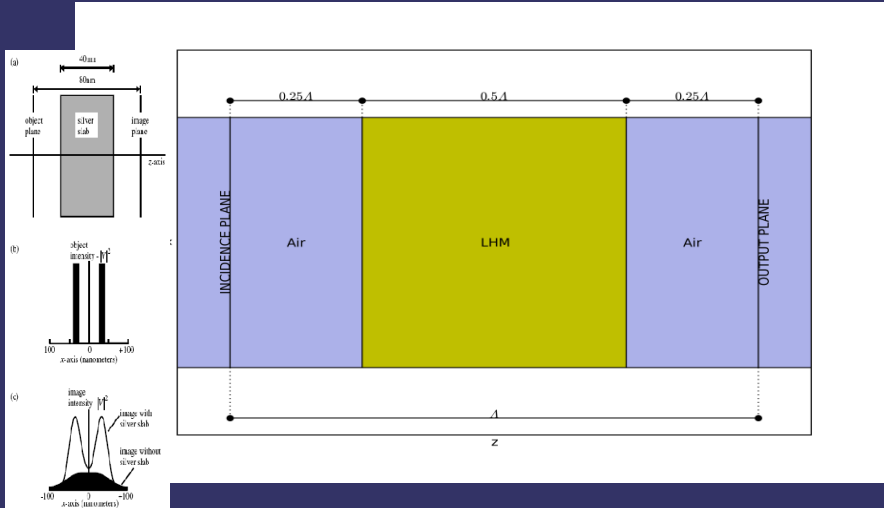 (a)
40nm
80nm
object
plane
silver
slab
image
plane
z-axis
(b)
object
intensity - |V|²
100 0 +100
x-axis (nanometers)
(c)
image
intensity |V|²
image with
silver slab
image without
silver slab
-100 0 +100
x-axis (nanometers)
0.25Λ 0.5Λ 0.25Λ
INCIDENCE PLANE
Air
LHM
Air
OUTPUT PLANE
Λ
z